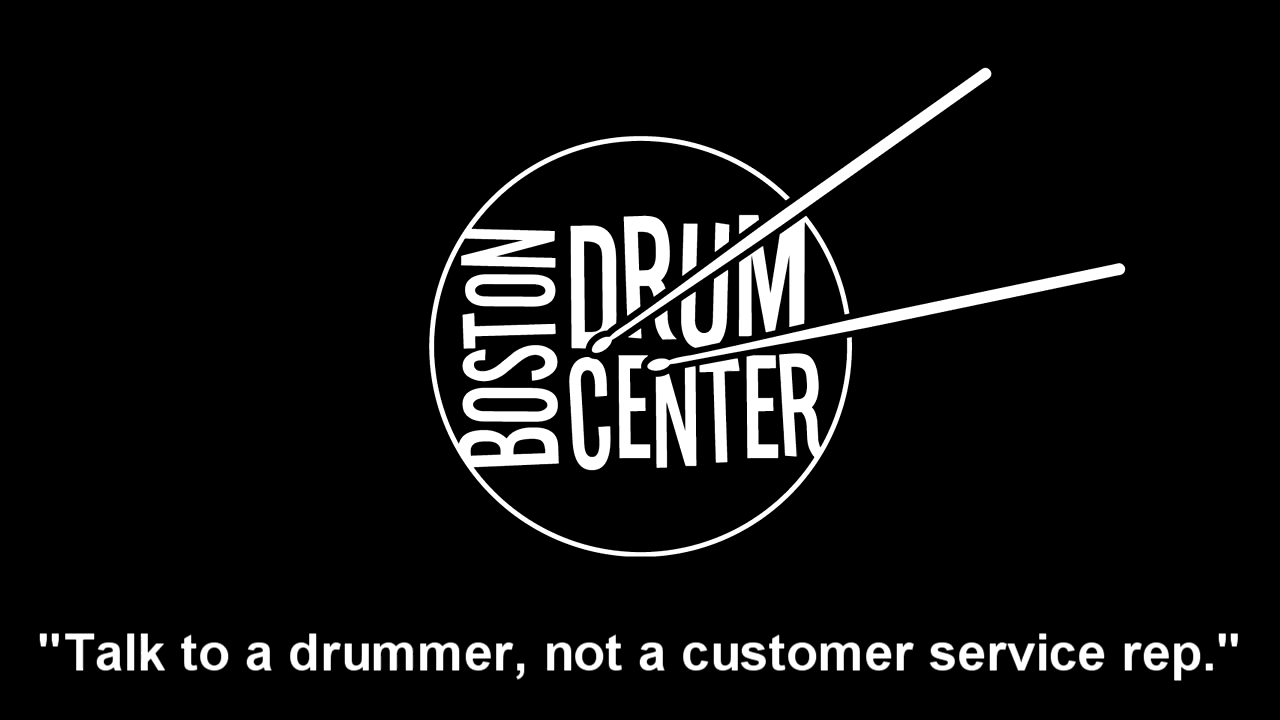 BOSTON
DRUM
CENTER
"Talk to a drummer, not a customer service rep."